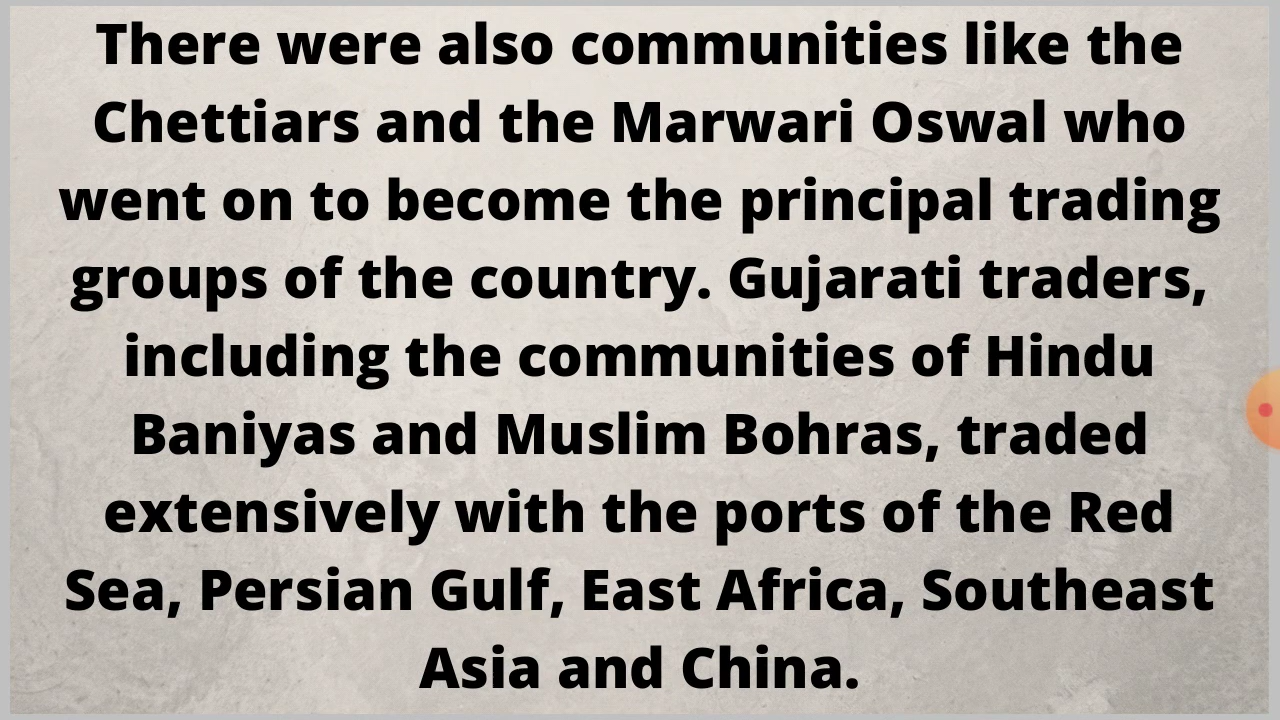 There were also communities like the
Chettiars and the Marwari Oswal who
went on to become the principal trading
groups of the country. Gujarati traders,
including the communities of Hindu
Baniyas and Muslim Bohras, traded
extensively with the ports of the Red
Sea, Persian Gulf, East Africa, Southeast
Asia and China.